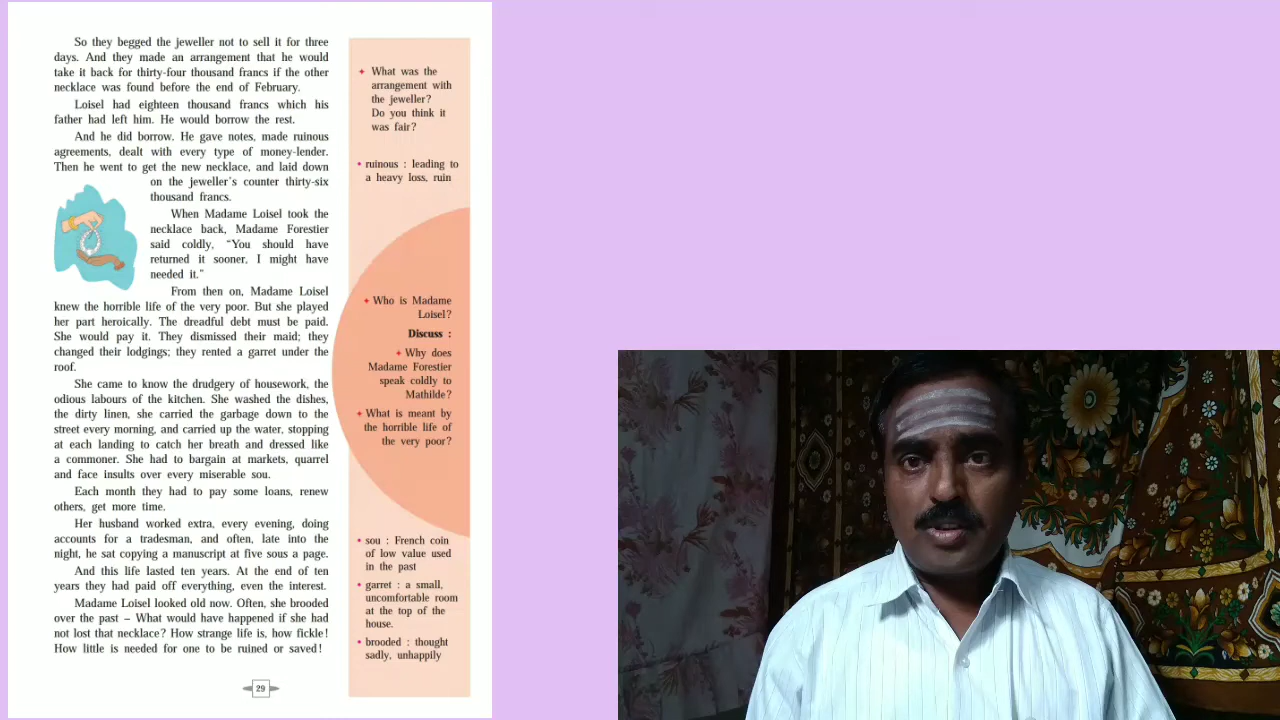 So they begged the jeweller not to sell it for three
days. And they made an arrangement that he would
take it back for thirty-four thousand francs if the other
necklace was found before the end of February.
Loisel had eighteen thousand francs which his
father had left him. He would borrow the rest.
And he did borrow. He gave notes, made ruinous
agreements, dealt with every type of money-lender.
Then he went to get the new necklace, and laid down
on the jeweller's counter thirty-six
thousand francs.
When Madame Loisel took the
necklace back, Madame Forestier
said coldly, “You should have
returned it sooner, I might have
needed it.”
From then on, Madame Loisel
knew the horrible life of the very poor. But she played
her part heroically. The dreadful debt must be paid.
She would pay it. They dismissed their maid; they
changed their lodgings; they rented a garret under the
roof.
She came to know the drudgery of housework, the
odious labours of the kitchen. She washed the dishes,
the dirty linen, she carried the garbage down to the
street every morning, and carried up the water, stopping
at each landing to catch her breath and dressed like
a commoner. She had to bargain at markets, quarrel
and face insults over every miserable sou.
Each month they had to pay some loans, renew
others, get more time.
Her husband worked extra, every evening, doing
accounts for a tradesman, and often, late into the
night, he sat copying a manuscript at five sous a page.
And this life lasted ten years. At the end of ten
years they had paid off everything, even the interest.
Madame Loisel looked old now. Often, she brooded
over the past – What would have happened if she had
not lost that necklace? How strange life is, how fickle!
How little is needed for one to be ruined or saved!
What was the
arrangement with
the jeweller?
Do you think it
was fair?
ruinous : leading to
a heavy loss, ruin
Who is Madame
Loisel?
Discuss :
Why does
Madame Forestier
speak coldly to
Mathilde?
What is meant by
the horrible life of
the very poor?
sou : French coin
of low value used
in the past
garret : a small,
uncomfortable room
at the top of the
house.
brooded : thought
sadly, unhappily
29